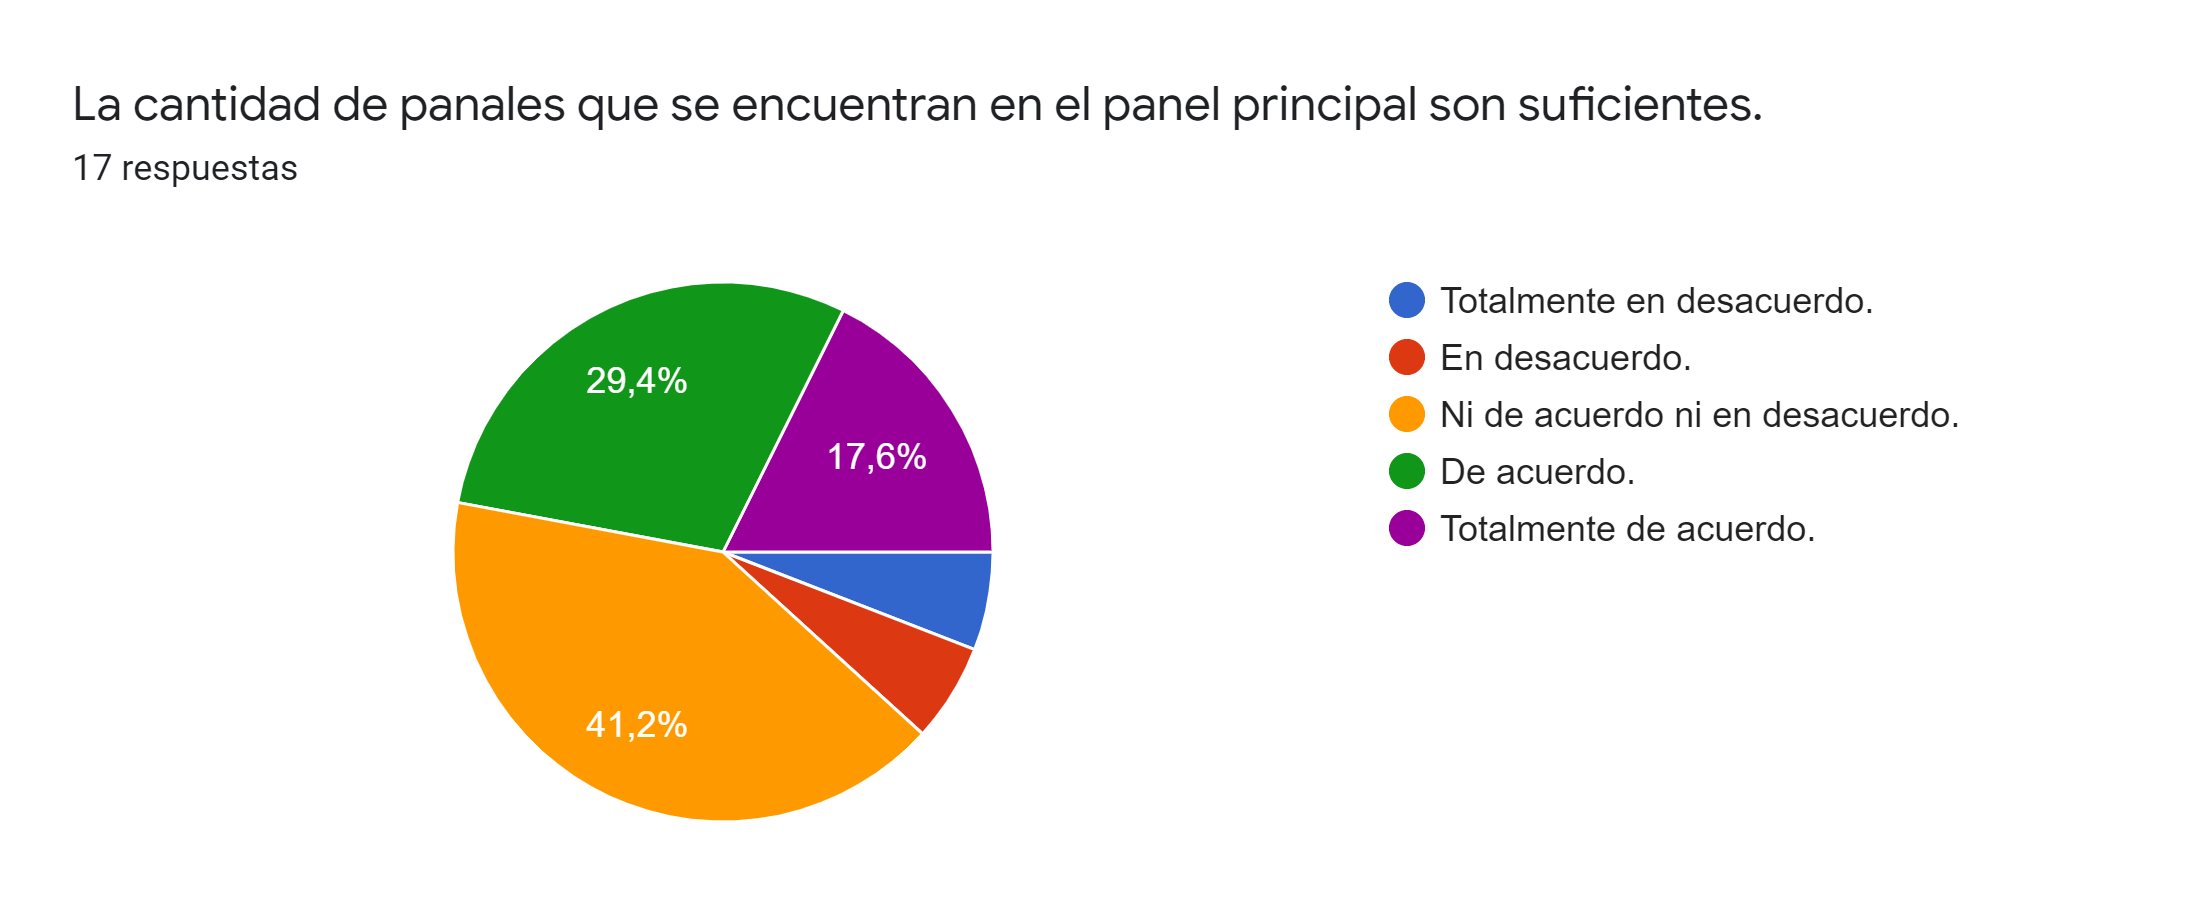 La cantidad de panales que se encuentran en el panel principal son suficientes.
17 respuestas
29,4%
17,6%
41,2%
Totalmente en desacuerdo.
En desacuerdo.
Ni de acuerdo ni en desacuerdo.
De acuerdo.
Totalmente de acuerdo.